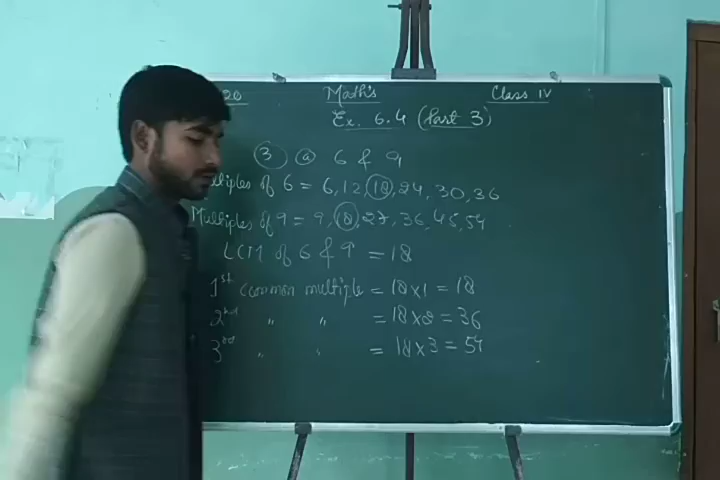 20 Maths Class IV
Ex. 6.4 (Part 3)
3 a 6 & 9
Multiples of 6 = 6, 12, 18, 24, 30, 36
Multiples of 9 = 9, 18, 27, 36, 45, 54
LCM of 6 & 9 = 18
1st common multiple = 18 x 1 = 18
2nd " " = 18 x 2 = 36
3rd " " = 18 x 3 = 54